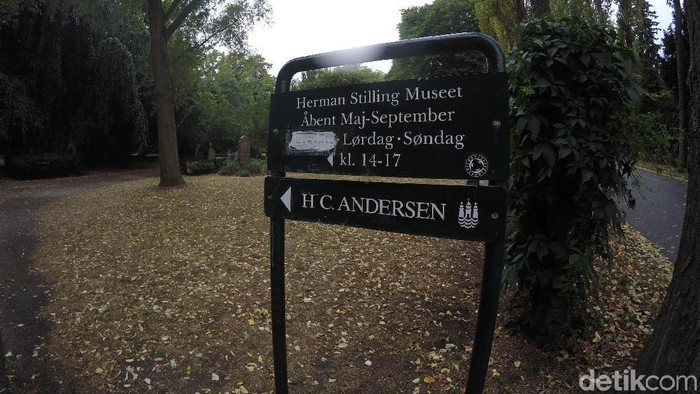 Herman Stilling Museet
Åbent Maj-September
Lørdag · Søndag
kl. 14-17
H C. ANDERSEN
detikcom